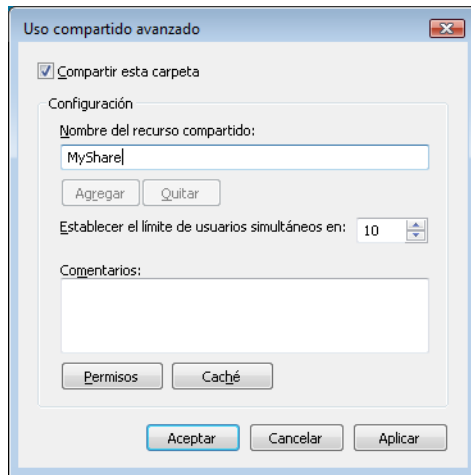 Uso compartido avanzado
Compartir esta carpeta
Configuración
Nombre del recurso compartido:
MyShare
Agregar Quitar
Establecer el límite de usuarios simultáneos en: 10
Comentarios:
Permisos Caché
Aceptar Cancelar Aplicar